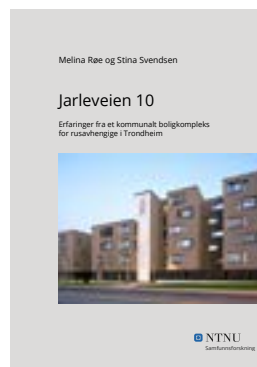 Melina Røe og Stina Svendsen
Jarleveien 10
Erfaringer fra et kommunalt boligkompleks
for rusavhengige i Trondheim
NTNU
Samfunnsforskning